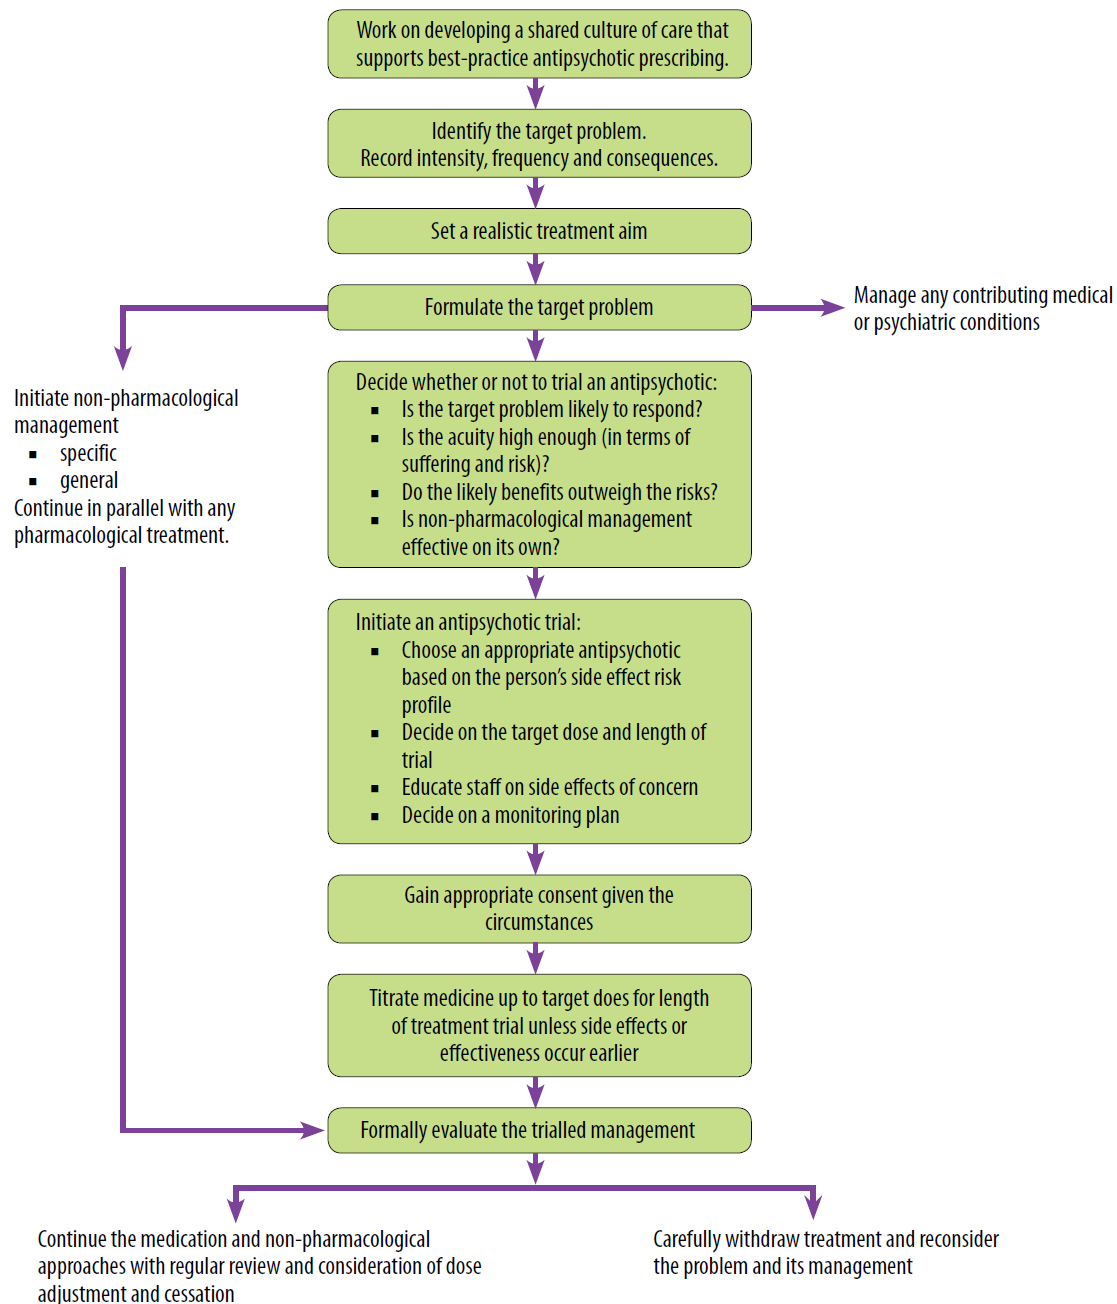 Work on developing a shared culture of care that
supports best-practice antipsychotic prescribing.
Identify the target problem.
Record intensity, frequency and consequences.
Set a realistic treatment aim
Formulate the target problem
Manage any contributing medical
or psychiatric conditions
Initiate non-pharmacological
management
▪ specific
▪ general
Continue in parallel with any
pharmacological treatment.
Decide whether or not to trial an antipsychotic:
▪ Is the target problem likely to respond?
▪ Is the acuity high enough (in terms of
suffering and risk)?
▪ Do the likely benefits outweigh the risks?
▪ Is non-pharmacological management
effective on its own?
Initiate an antipsychotic trial:
▪ Choose an appropriate antipsychotic
based on the person's side effect risk
profile
▪ Decide on the target dose and length of
trial
▪ Educate staff on side effects of concern
▪ Decide on a monitoring plan
Gain appropriate consent given the
circumstances
Titrate medicine up to target does for length
of treatment trial unless side effects or
effectiveness occur earlier
Formally evaluate the trialled management
Continue the medication and non-pharmacological
approaches with regular review and consideration of dose
adjustment and cessation
Carefully withdraw treatment and reconsider
the problem and its management